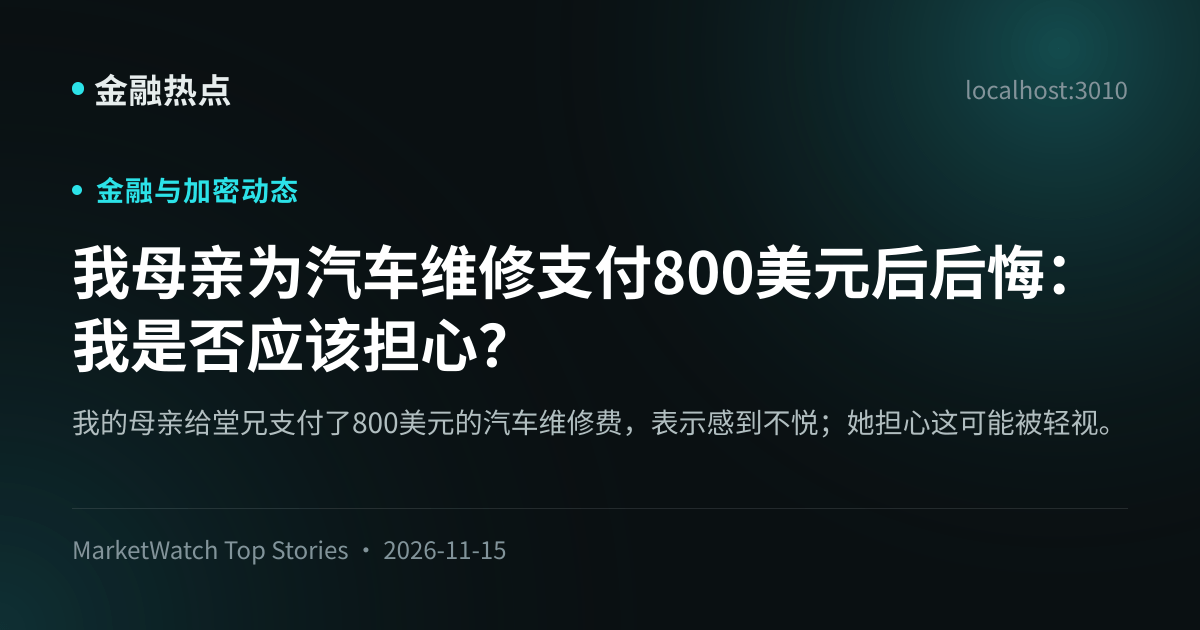 金融热点
localhost:3010
金融与加密动态
我母亲为汽车维修支付800美元后后悔：
我是否应该担心？
我的母亲给堂兄支付了800美元的汽车维修费，表示感到不悦；她担心这可能被轻视。
MarketWatch Top Stories · 2026-11-15